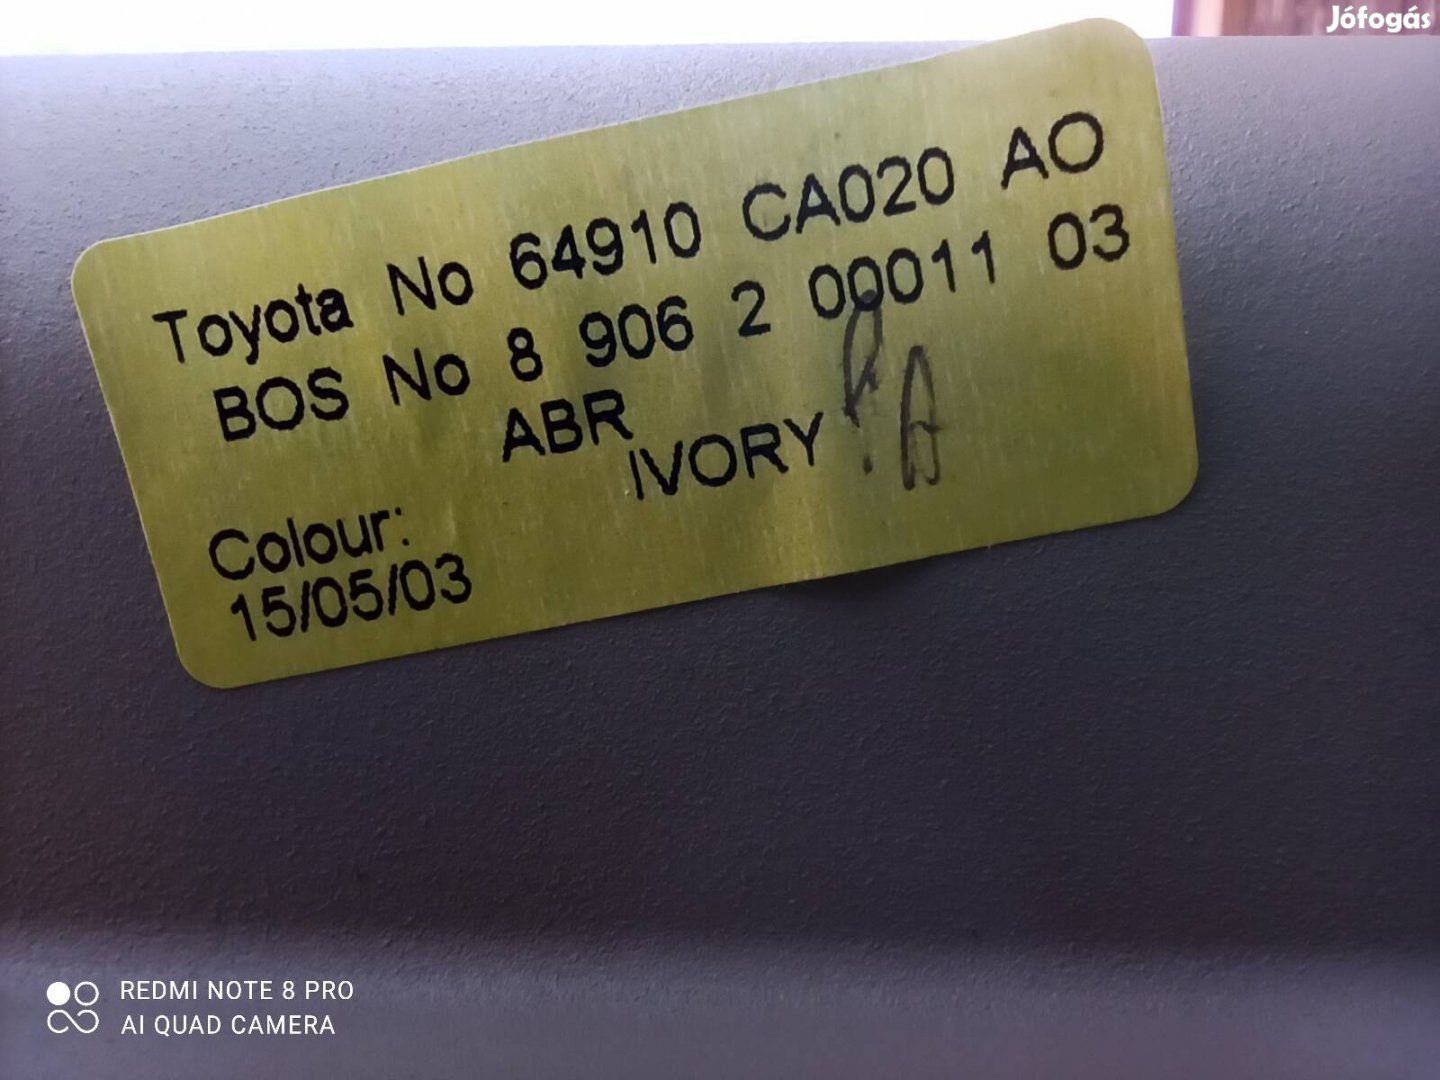 Jófogás
Toyota No 64910 CA020 AO
BOS No 8 906 2 00011 03
ABR
IVORY
Colour:
15/05/03
REDMI NOTE 8 PRO
AI QUAD CAMERA